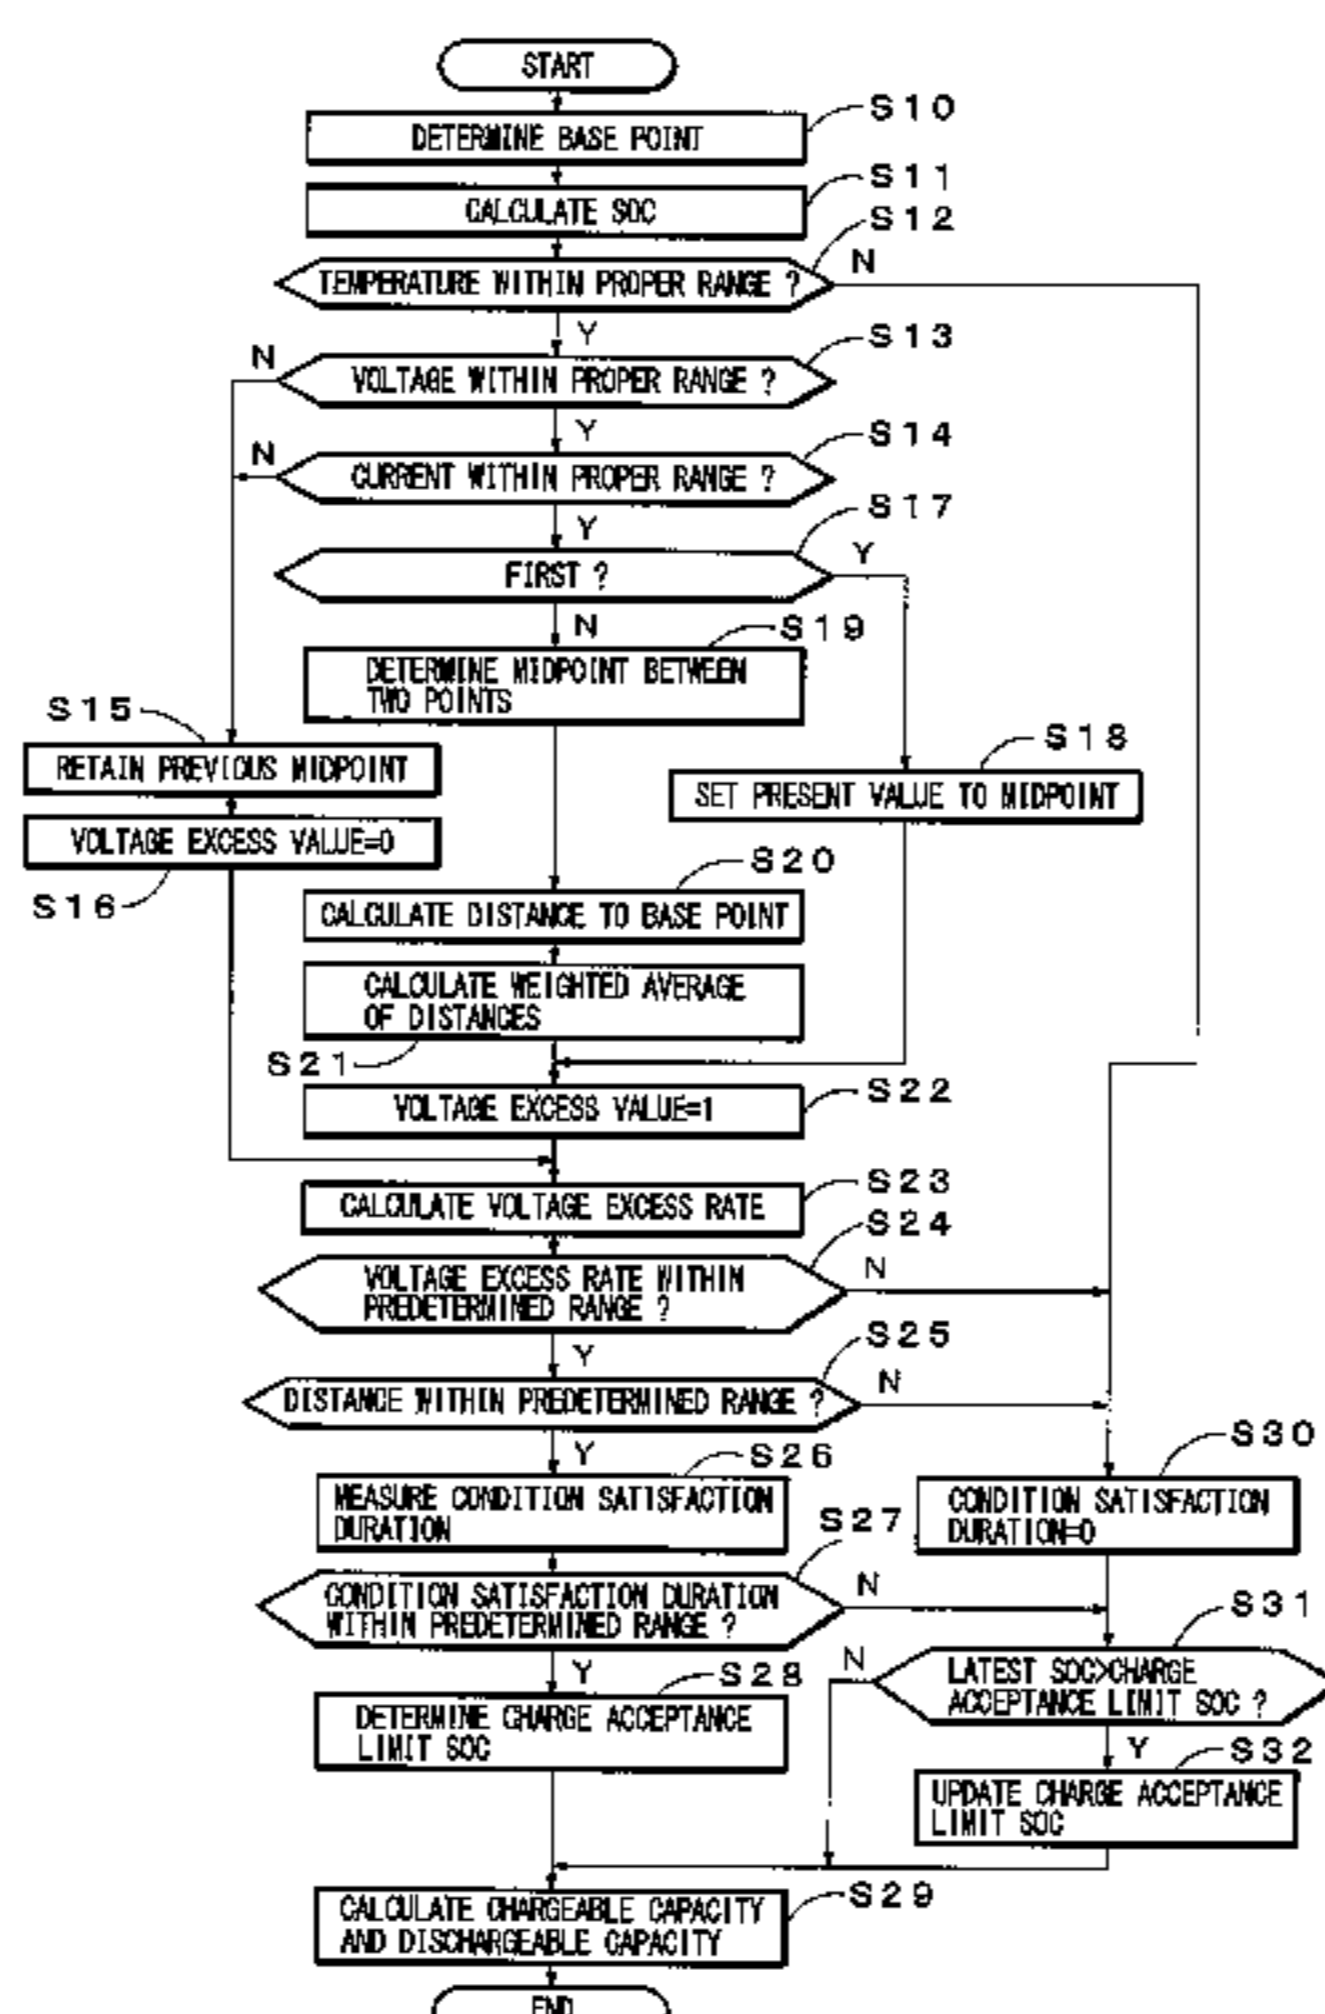 START
S10
DETERMINE BASE POINT
S11
CALCULATE SOC
S12
TEMPERATURE WITHIN PROPER RANGE ?
N
Y
S13
N
VOLTAGE WITHIN PROPER RANGE ?
Y
S14
N
CURRENT WITHIN PROPER RANGE ?
Y
S17
FIRST ?
Y
N
S19
DETERMINE MIDPOINT BETWEEN
TWO POINTS
S15
RETAIN PREVIOUS MIDPOINT
S18
SET PRESENT VALUE TO MIDPOINT
VOLTAGE EXCESS VALUE=0
S16
S20
CALCULATE DISTANCE TO BASE POINT
CALCULATE WEIGHTED AVERAGE
OF DISTANCES
S21
S22
VOLTAGE EXCESS VALUE=1
S23
CALCULATE VOLTAGE EXCESS RATE
S24
VOLTAGE EXCESS RATE WITHIN
PREDETERMINED RANGE ?
N
Y
S25
DISTANCE WITHIN PREDETERMINED RANGE ?
N
Y
S26
MEASURE CONDITION SATISFACTION
DURATION
S30
CONDITION SATISFACTION
DURATION=0
S27
CONDITION SATISFACTION DURATION
WITHIN PREDETERMINED RANGE ?
N
Y
S31
N
LATEST SOC>CHARGE
ACCEPTANCE LIMIT SOC ?
Y
S28
DETERMINE CHARGE ACCEPTANCE
LIMIT SOC
S32
UPDATE CHARGE ACCEPTANCE
LIMIT SOC
S29
CALCULATE CHARGEABLE CAPACITY
AND DISCHARGEABLE CAPACITY
END